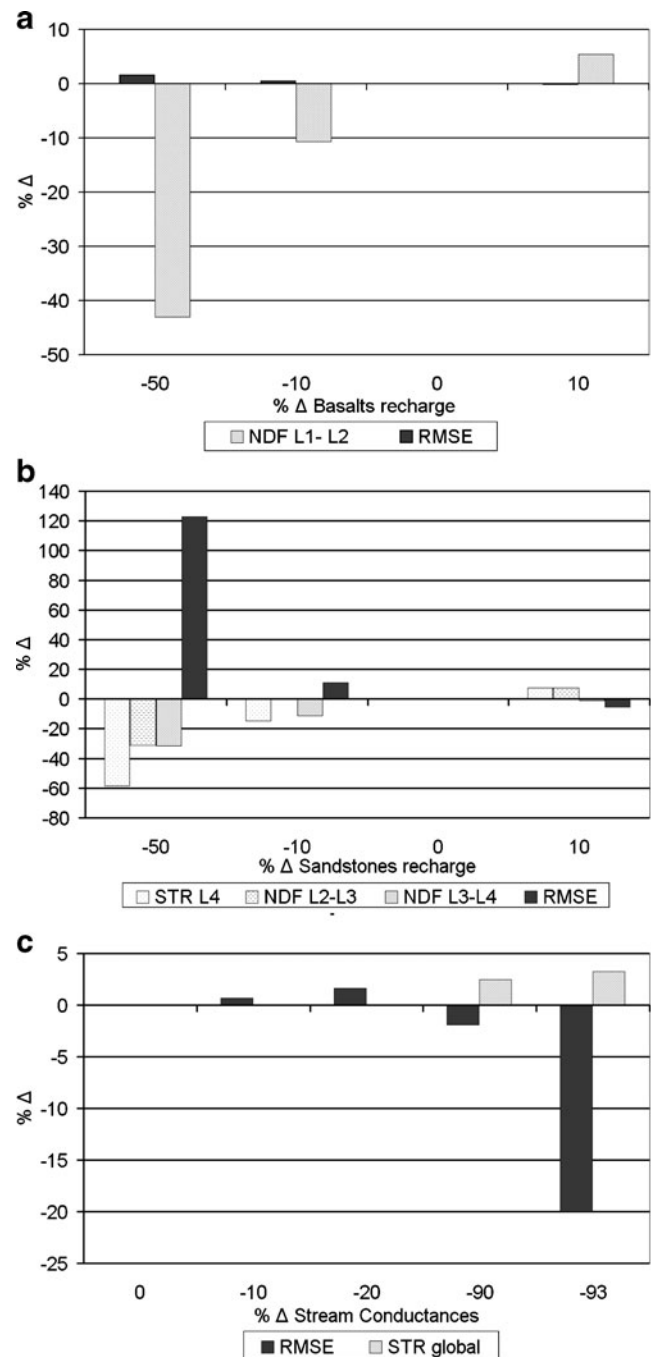 a
10
0
-10
-20
-30
-40
-50
% Δ
-50 -10 0 10
% Δ Basalts recharge
NDF L1- L2 RMSE
b
140
120
100
80
60
40
20
0
-20
-40
-60
-80
% Δ
-50 -10 0 10
% Δ Sandstones recharge
STR L4 NDF L2-L3 NDF L3-L4 RMSE
c
5
0
-5
-10
-15
-20
-25
% Δ
0 -10 -20 -90 -93
% Δ Stream Conductances
RMSE STR global